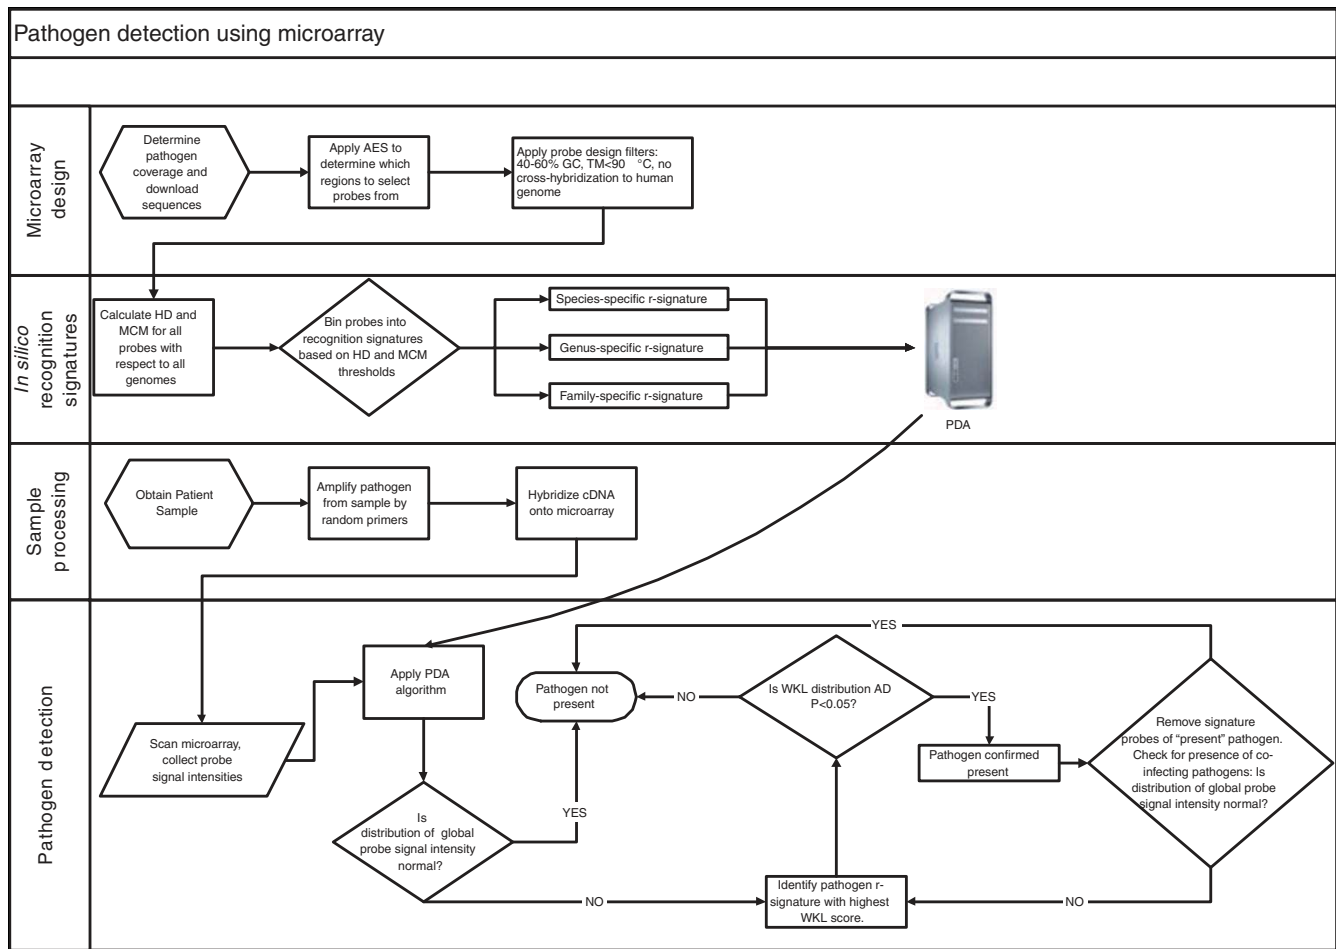 Pathogen detection using microarray
Microarray
design
Determine
pathogen
coverage and
download
sequences
Apply AES to
determine which
regions to select
probes from
Apply probe design filters:
40-60% GC, TM<90 °C, no
cross-hybridization to human
genome
In silico
recognition
signatures
Calculate HD and
MCM for all
probes with
respect to all
genomes
Bin probes into
recognition signatures
based on HD and MCM
thresholds
Species-specific r-signature
Genus-specific r-signature
Family-specific r-signature
PDA
Sample
processing
Obtain Patient
Sample
Amplify pathogen
from sample by
random primers
Hybridize cDNA
onto microarray
Pathogen detection
Scan microarray,
collect probe
signal intensities
Apply PDA
algorithm
Is
distribution of global
probe signal intensity
normal?
YES
NO
Pathogen not
present
NO
Is WKL distribution AD
P<0.05?
YES
Pathogen confirmed
present
Identify pathogen r-
signature with highest
WKL score.
YES
Remove signature
probes of “present” pathogen.
Check for presence of co-
infecting pathogens: Is
distribution of global probe
signal intensity normal?
NO